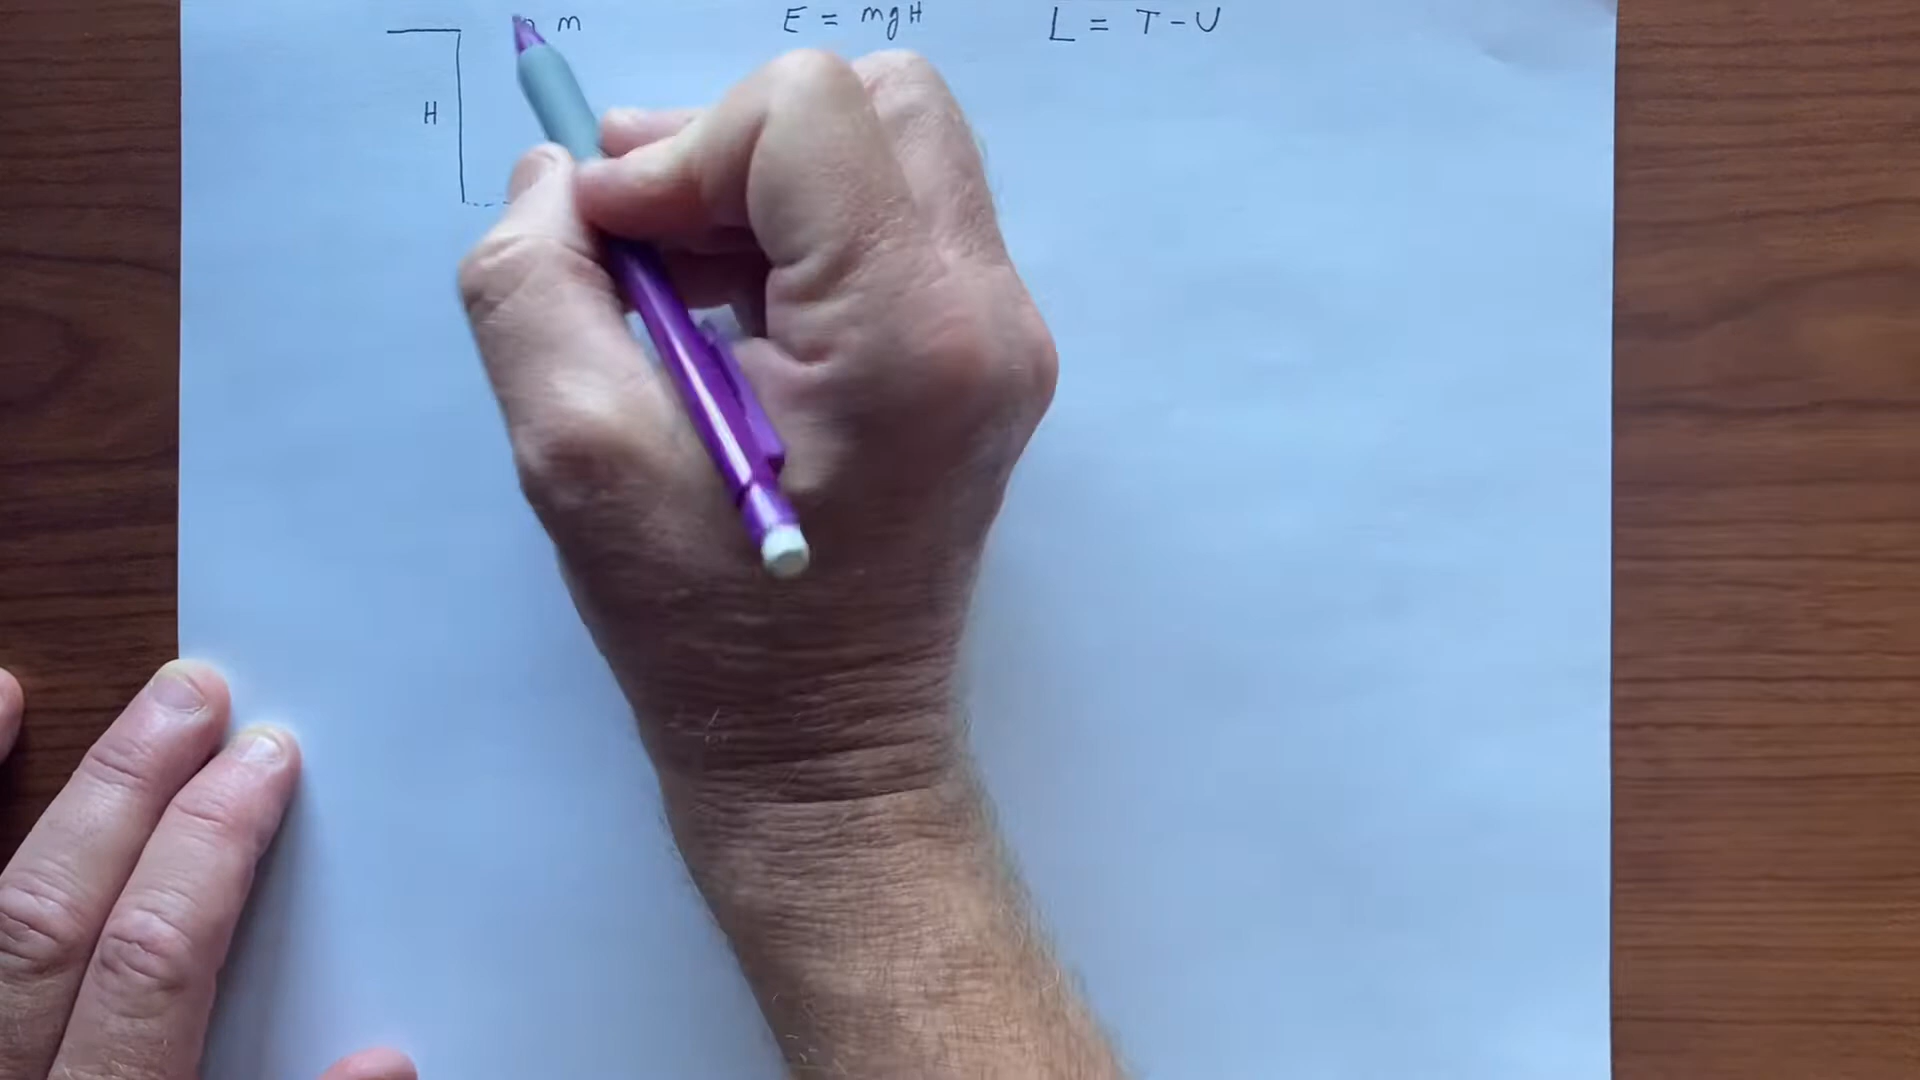 m E = mgH L = T - U
H